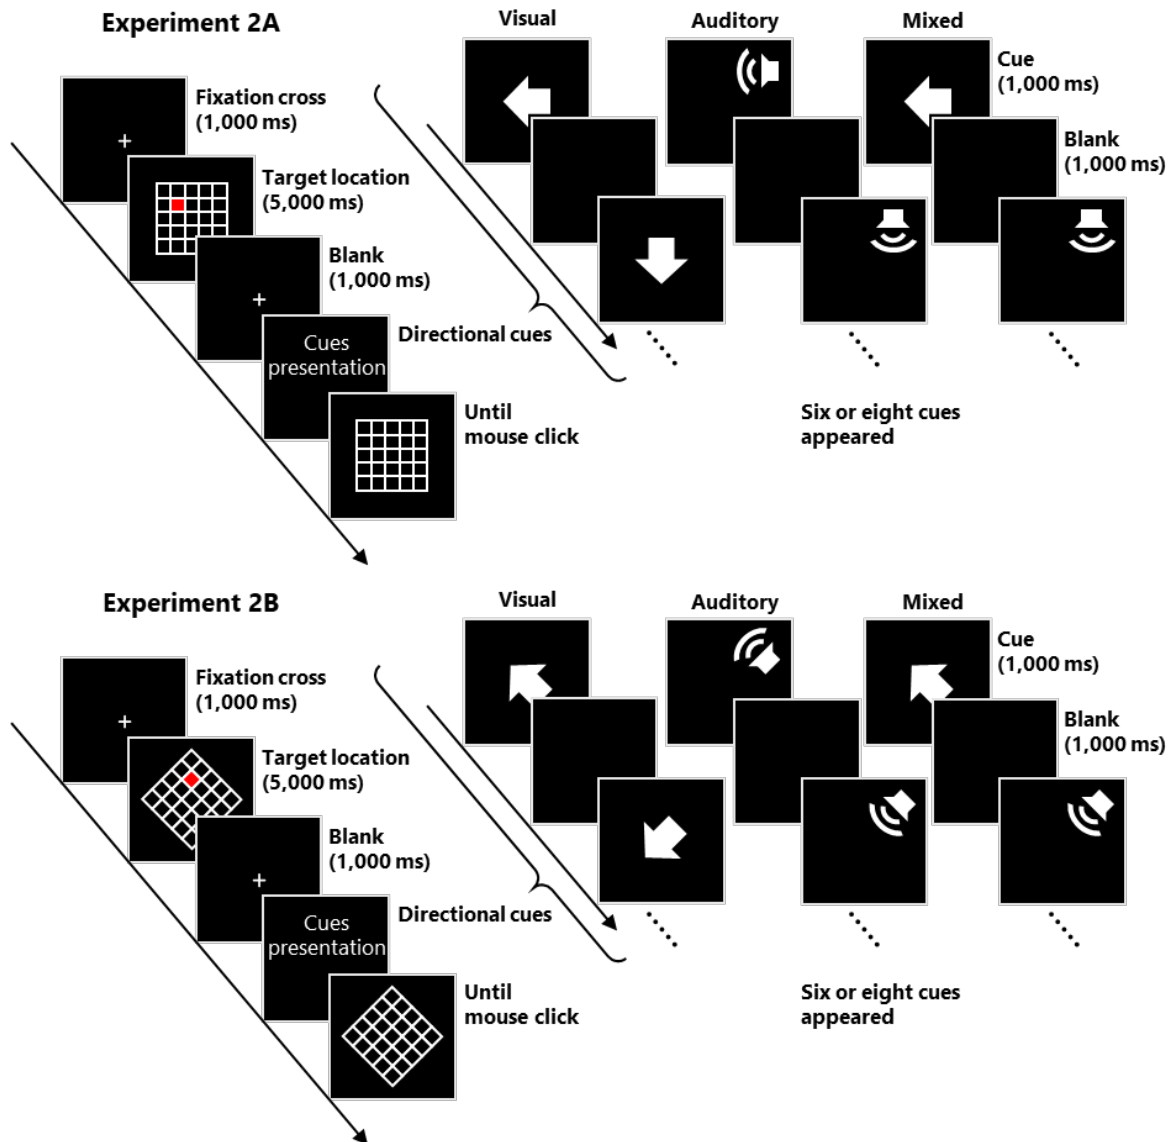 Experiment 2A
Visual
Auditory
Mixed
Fixation cross
(1,000 ms)
Target location
(5,000 ms)
Blank
(1,000 ms)
Cues
presentation
Directional cues
Until
mouse click
Cue
(1,000 ms)
Blank
(1,000 ms)
Six or eight cues
appeared
Experiment 2B
Visual
Auditory
Mixed
Fixation cross
(1,000 ms)
Target location
(5,000 ms)
Blank
(1,000 ms)
Cues
presentation
Directional cues
Until
mouse click
Cue
(1,000 ms)
Blank
(1,000 ms)
Six or eight cues
appeared